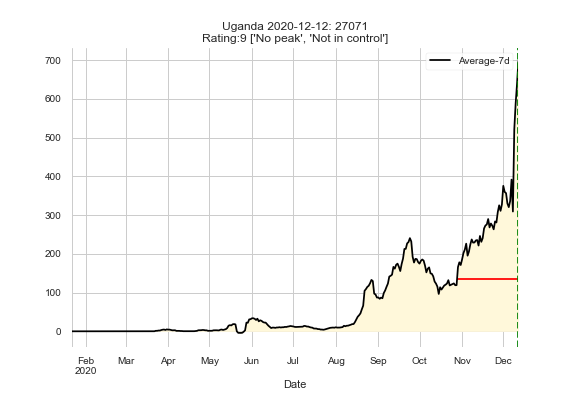 Uganda 2020-12-12: 27071
Rating:9 ['No peak', 'Not in control']
Average-7d
700
600
500
400
300
200
100
0
Feb Mar Apr May Jun Jul Aug Sep Oct Nov Dec
2020
Date